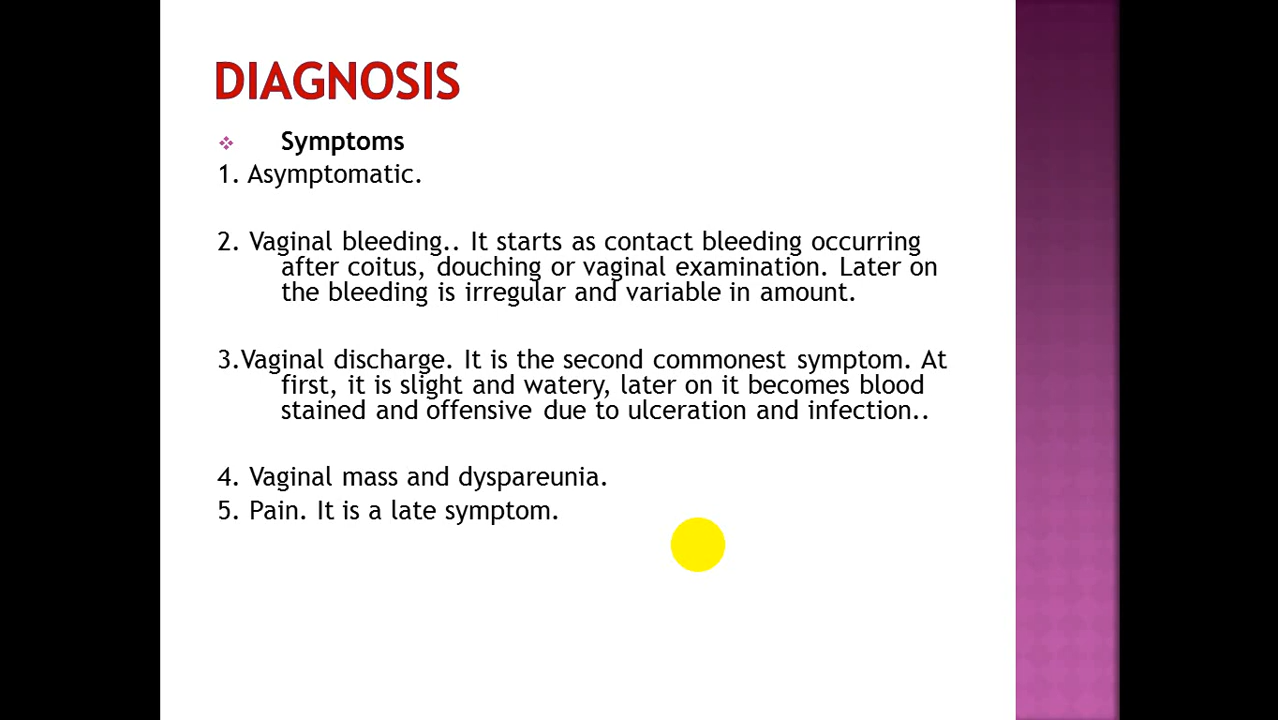 DIAGNOSIS
❖ Symptoms
1. Asymptomatic.
2. Vaginal bleeding.. It starts as contact bleeding occurring
after coitus, douching or vaginal examination. Later on
the bleeding is irregular and variable in amount.
3.Vaginal discharge. It is the second commonest symptom. At
first, it is slight and watery, later on it becomes blood
stained and offensive due to ulceration and infection..
4. Vaginal mass and dyspareunia.
5. Pain. It is a late symptom.